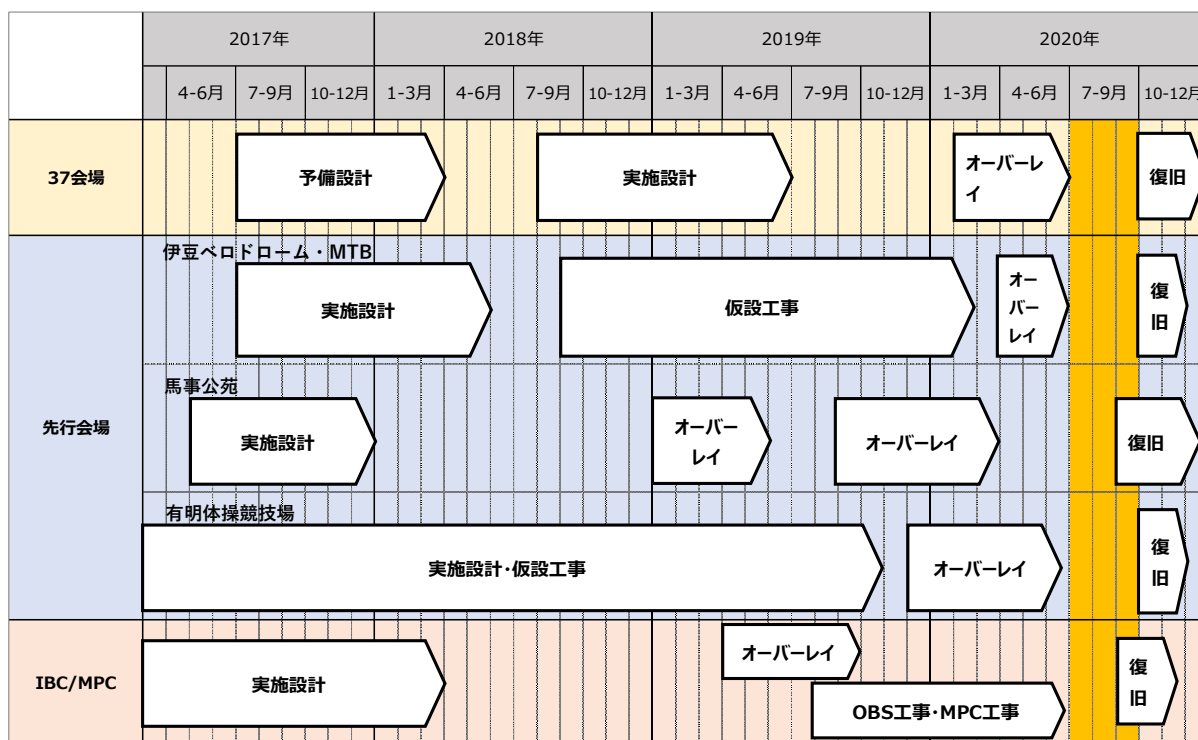 2017年 2018年 2019年 2020年
4-6月 7-9月 10-12月 1-3月 4-6月 7-9月 10-12月 1-3月 4-6月 7-9月 10-12月 1-3月 4-6月 7-9月 10-12月
37会場
予備設計
実施設計
オーバーレ
イ
復旧
先行会場
伊豆ベロドローム・MTB
実施設計
仮設工事
オー
バー
レイ
復
旧
馬事公苑
実施設計
オーバー
レイ
オーバーレイ
復旧
有明体操競技場
実施設計・仮設工事
オーバーレイ
復
旧
IBC/MPC
実施設計
オーバーレイ
OBS工事・MPC工事
復
旧